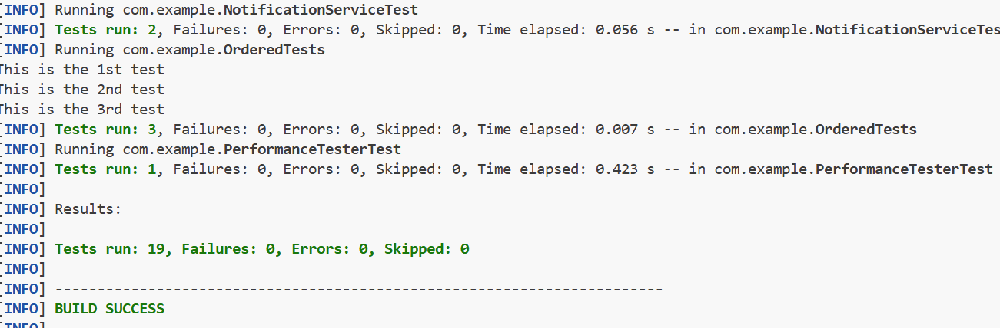 [INFO] Running com.example.NotificationServiceTest
[INFO] Tests run: 2, Failures: 0, Errors: 0, Skipped: 0, Time elapsed: 0.056 s -- in com.example.NotificationServiceTes
[INFO] Running com.example.OrderedTests
This is the 1st test
This is the 2nd test
This is the 3rd test
[INFO] Tests run: 3, Failures: 0, Errors: 0, Skipped: 0, Time elapsed: 0.007 s -- in com.example.OrderedTests
[INFO] Running com.example.PerformanceTesterTest
[INFO] Tests run: 1, Failures: 0, Errors: 0, Skipped: 0, Time elapsed: 0.423 s -- in com.example.PerformanceTesterTest
[INFO]
[INFO] Results:
[INFO]
[INFO] Tests run: 19, Failures: 0, Errors: 0, Skipped: 0
[INFO]
[INFO] ------------------------------------------------------------------------
[INFO] BUILD SUCCESS
[INFO]